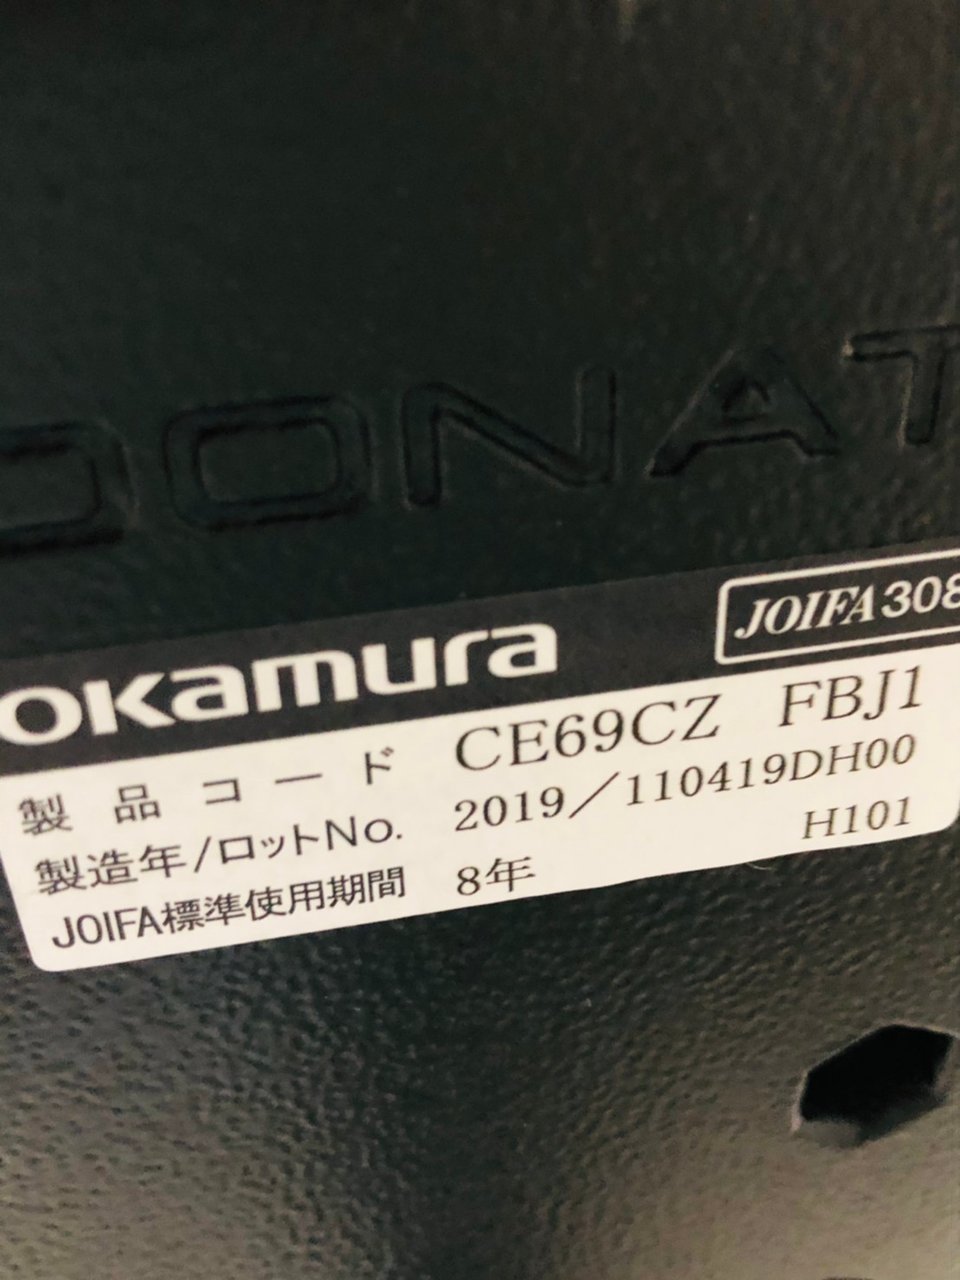 DONAT
okamura
JOIFA308
製品コード CE69CZ FBJ1
製造年/ロットNo. 2019/110419DH00
H101
JOIFA標準使用期間 8年